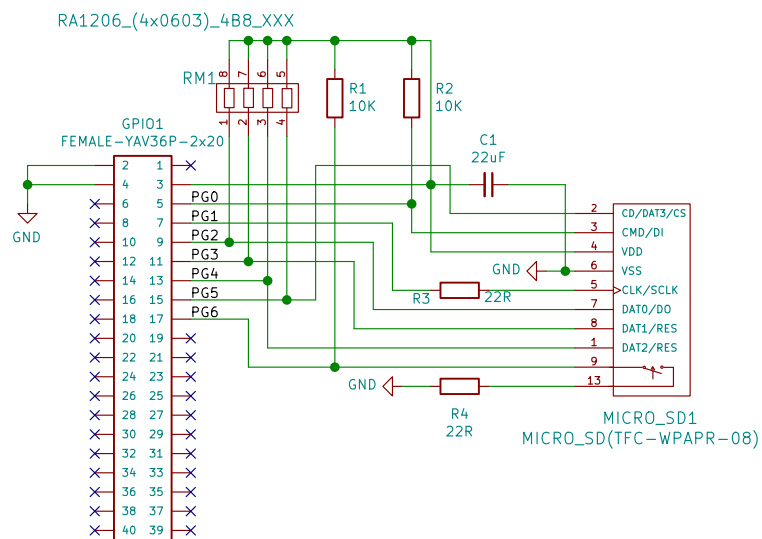 RA1206_(4x0603)_4B8_XXX
8 7 6 5
RM1
1 2 3 4
R1
10K
R2
10K
GPIO1
FEMALE-YAV36P-2x20
C1
22uF
2 1
4 3
6 5 PG0
8 7 PG1
10 9 PG2
12 11 PG3
14 13 PG4
16 15 PG5
18 17 PG6
20 19
22 21
24 23
26 25
28 27
30 29
32 31
34 33
36 35
38 37
40 39
GND
2 CD/DAT3/CS
3 CMD/DI
4 VDD
GND 6 VSS
R3 22R 5 CLK/SCLK
7 DAT0/DO
8 DAT1/RES
1 DAT2/RES
9
GND 13
R4
22R
MICRO_SD1
MICRO_SD(TFC-WPAPR-08)